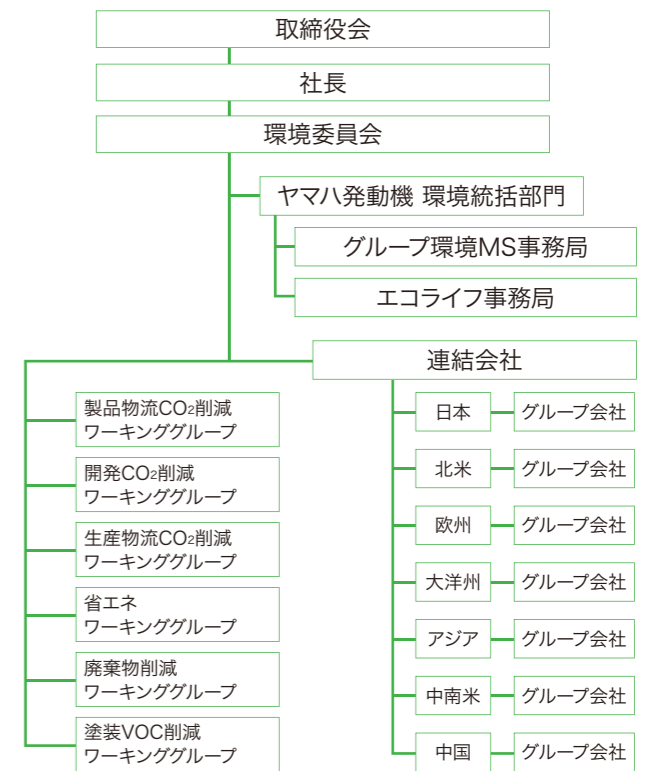 取締役会
社長
環境委員会
ヤマハ発動機 環境統括部門
グループ環境MS事務局
エコライフ事務局
連結会社
製品物流CO2削減
ワーキンググループ
開発CO2削減
ワーキンググループ
生産物流CO2削減
ワーキンググループ
省エネ
ワーキンググループ
廃棄物削減
ワーキンググループ
塗装VOC削減
ワーキンググループ
日本 グループ会社
北米 グループ会社
欧州 グループ会社
大洋州 グループ会社
アジア グループ会社
中南米 グループ会社
中国 グループ会社